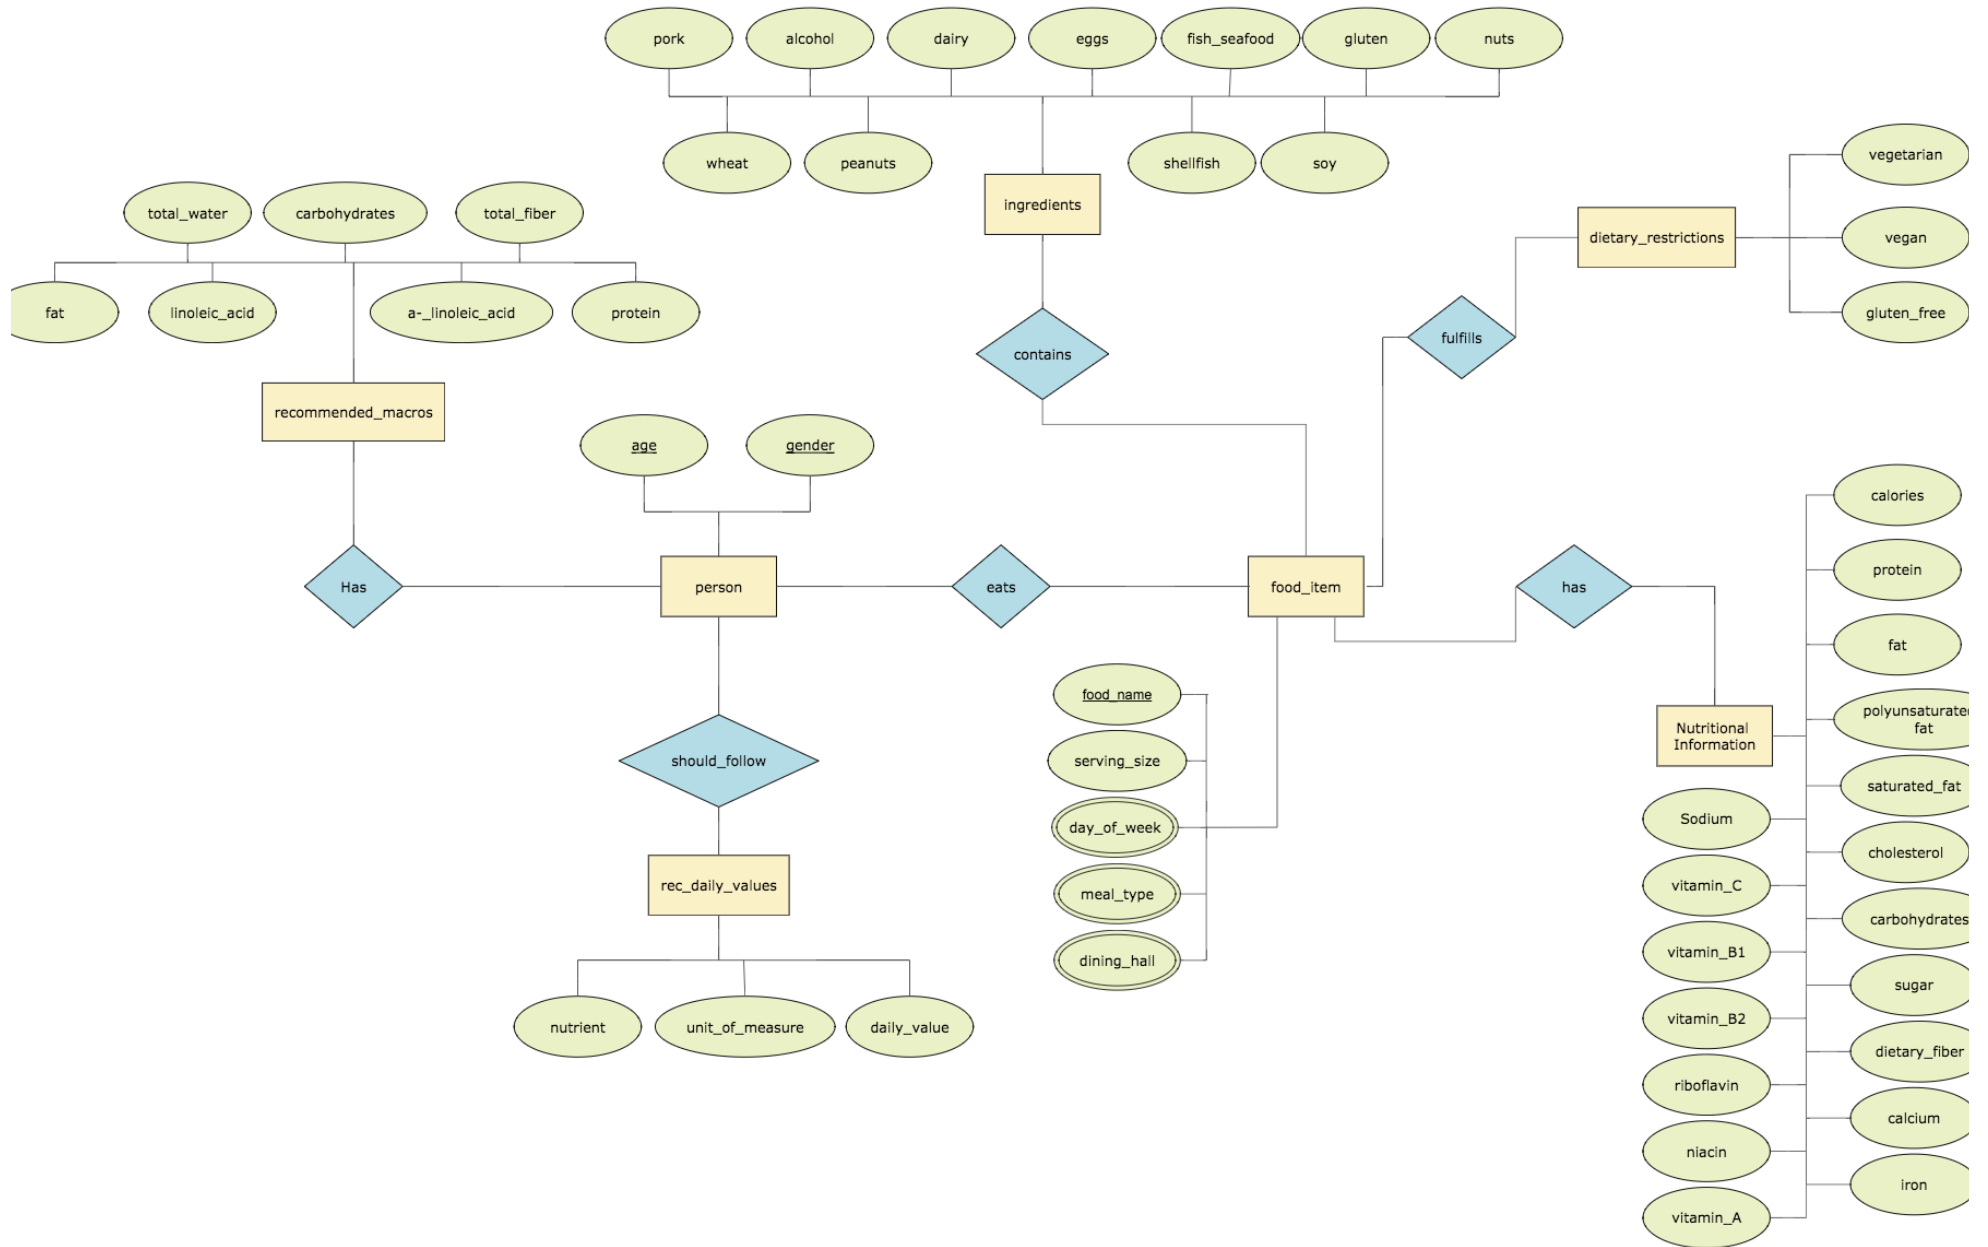 pork
alcohol
dairy
eggs
fish_seafood
gluten
nuts
wheat
peanuts
shellfish
soy
ingredients
vegetarian
vegan
gluten_free
dietary_restrictions
total_water
carbohydrates
total_fiber
fat
linoleic_acid
a-_linoleic_acid
protein
recommended_macros
contains
fulfills
age
gender
Has
person
eats
food_item
has
should_follow
rec_daily_values
nutrient
unit_of_measure
daily_value
food_name
serving_size
day_of_week
meal_type
dining_hall
Nutritional
Information
calories
protein
fat
polyunsaturated
fat
saturated_fat
cholesterol
carbohydrates
sugar
dietary_fiber
calcium
iron
Sodium
vitamin_C
vitamin_B1
vitamin_B2
riboflavin
niacin
vitamin_A